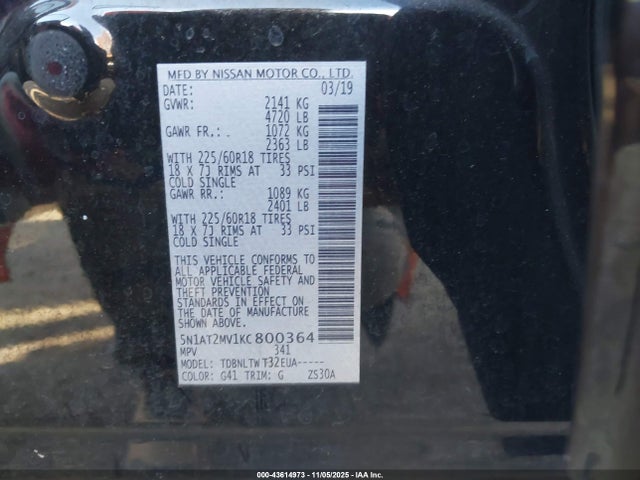 MFD BY NISSAN MOTOR CO., LTD.
DATE: 03/19
GVWR: 2141 KG
4720 LB
GAWR FR.: 1072 KG
2363 LB
WITH 225/60R18 TIRES
18 X 7J RIMS AT 33 PSI
COLD SINGLE
GAWR RR.: 1089 KG
2401 LB
WITH 225/60R18 TIRES
18 X 7J RIMS AT 33 PSI
COLD SINGLE
THIS VEHICLE CONFORMS TO
ALL APPLICABLE FEDERAL
MOTOR VEHICLE SAFETY AND
THEFT PREVENTION
STANDARDS IN EFFECT ON
THE DATE OF MANUFACTURE
SHOWN ABOVE.
5N1AT2MV1KC800364
MPV 341
MODEL: TDBNLTWT32EUA-----
COLOR: G41 TRIM: G ZS30A
000-43614973 | 11/05/2025 | IAA Inc.